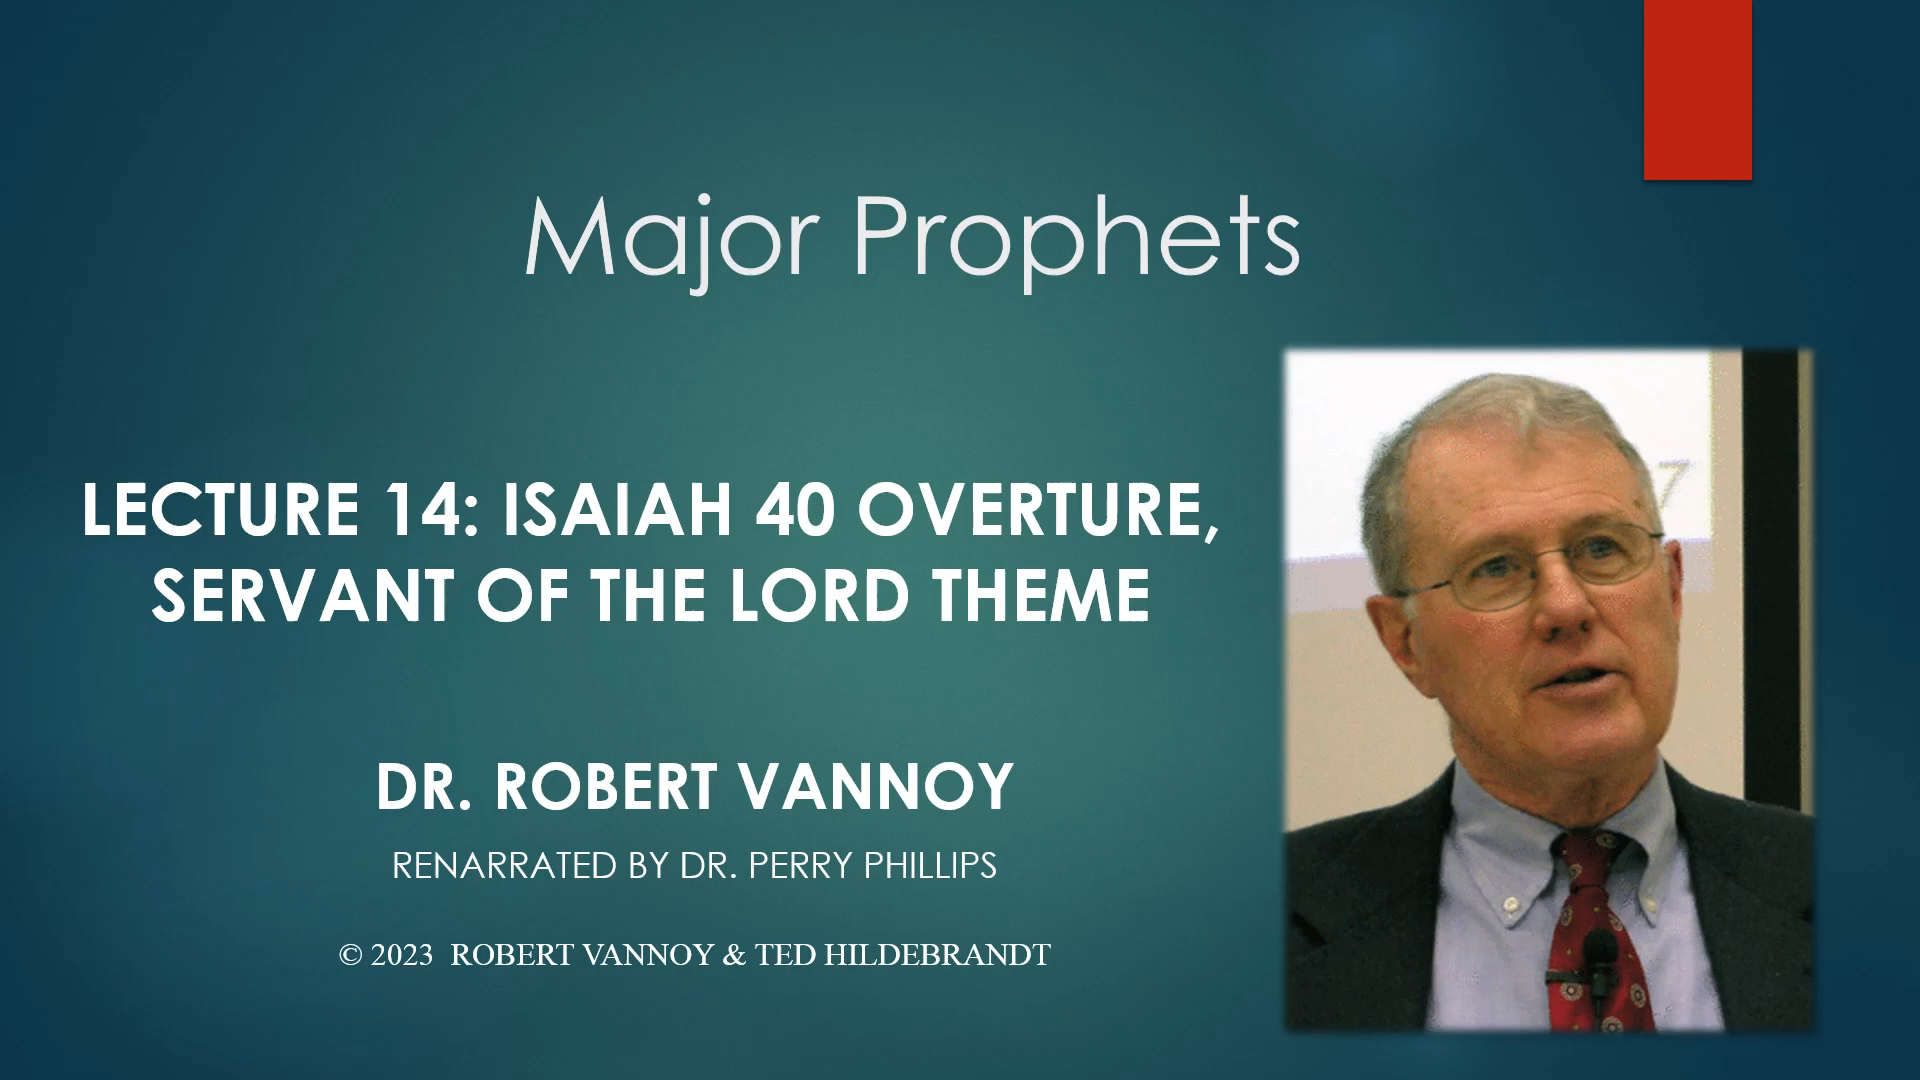 Major Prophets
LECTURE 14: ISAIAH 40 OVERTURE,
SERVANT OF THE LORD THEME
DR. ROBERT VANNOY
RENARRATED BY DR. PERRY PHILLIPS
© 2023 ROBERT VANNOY & TED HILDEBRANDT
7